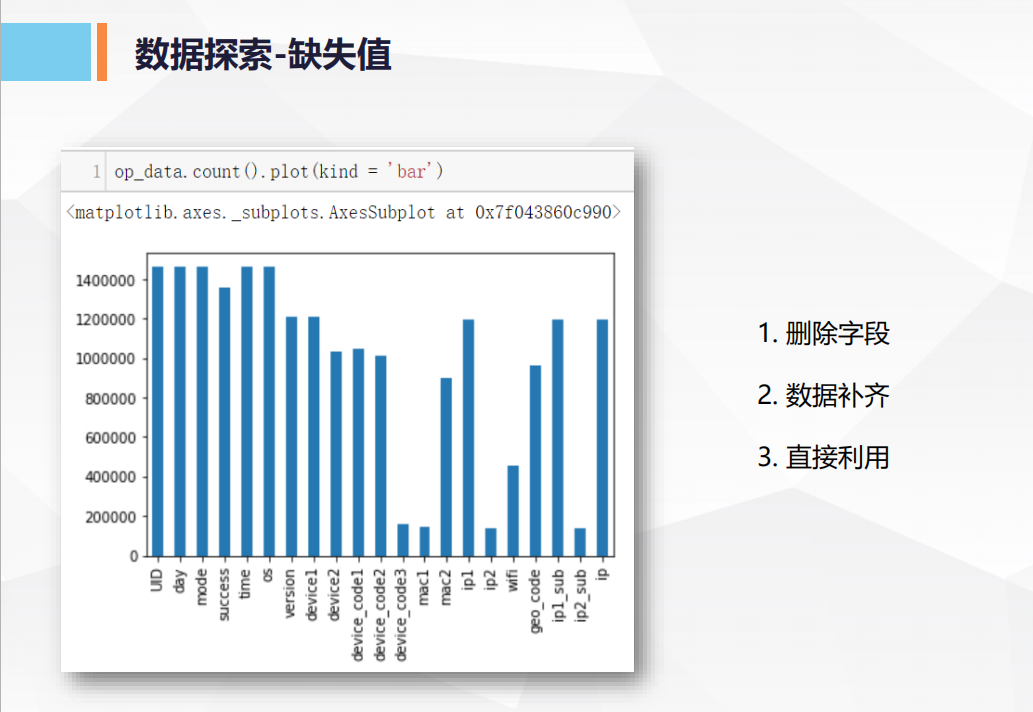 数据探索-缺失值
1 op_data.count().plot(kind = 'bar')
<matplotlib.axes._subplots.AxesSubplot at 0x7f043860c990>
1400000
1200000
1000000
800000
600000
400000
200000
0
UID
day
mode
success
time
os
version
device1
device2
device_code1
device_code2
device_code3
mac1
mac2
ip1
ip2
wifi
geo_code
ip1_sub
ip2_sub
ip
1. 删除字段
2. 数据补齐
3. 直接利用